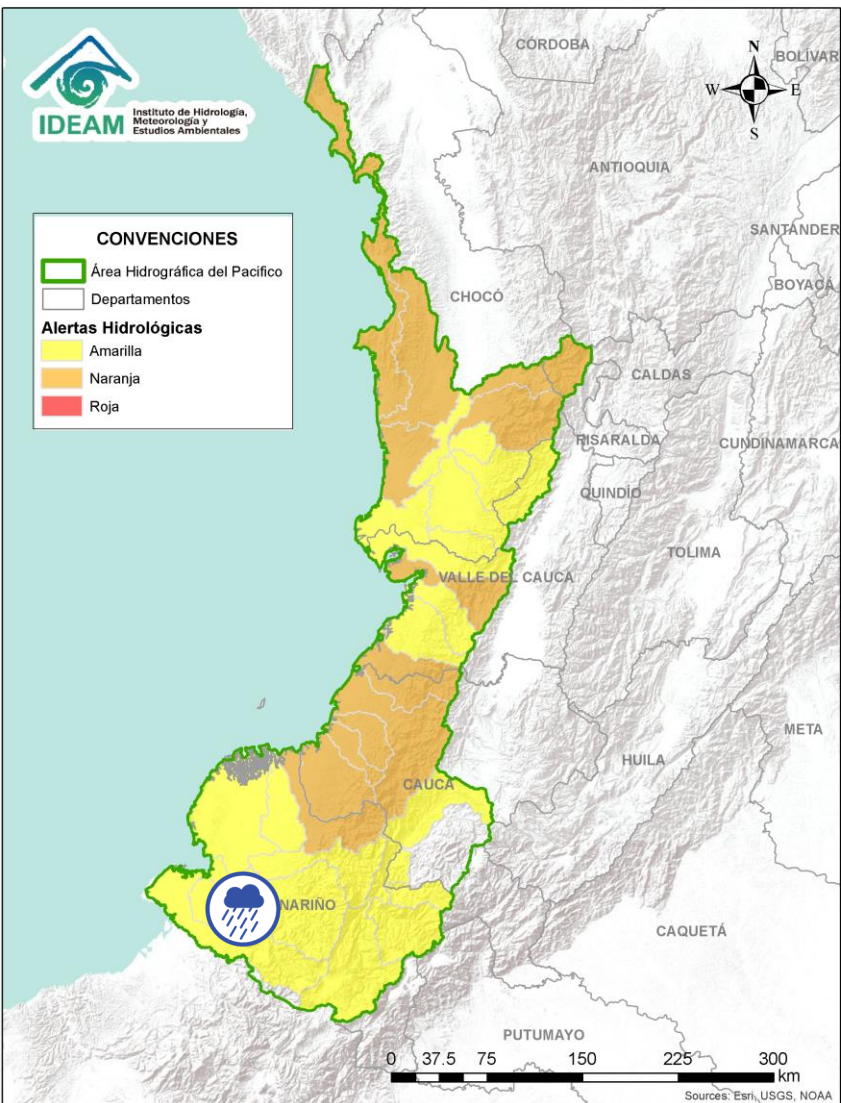 IDEAM
Instituto de Hidrología,
Meteorología y
Estudios Ambientales
N
W
E
S
CONVENCIONES
Área Hidrográfica del Pacifico
Departamentos
Alertas Hidrológicas
Amarilla
Naranja
Roja
CÓRDOBA
BOLÍVAR
ANTIOQUIA
SANTANDER
BOYACÁ
CHOCÓ
CALDAS
RISARALDA
CUNDINAMARCA
QUINDÍO
TOLIMA
VALLE DEL CAUCA
META
HUILA
CAUCA
NARIÑO
CAQUETÁ
PUTUMAYO
0 37.5 75 150 225 300
km
Sources: Esri, USGS, NOAA